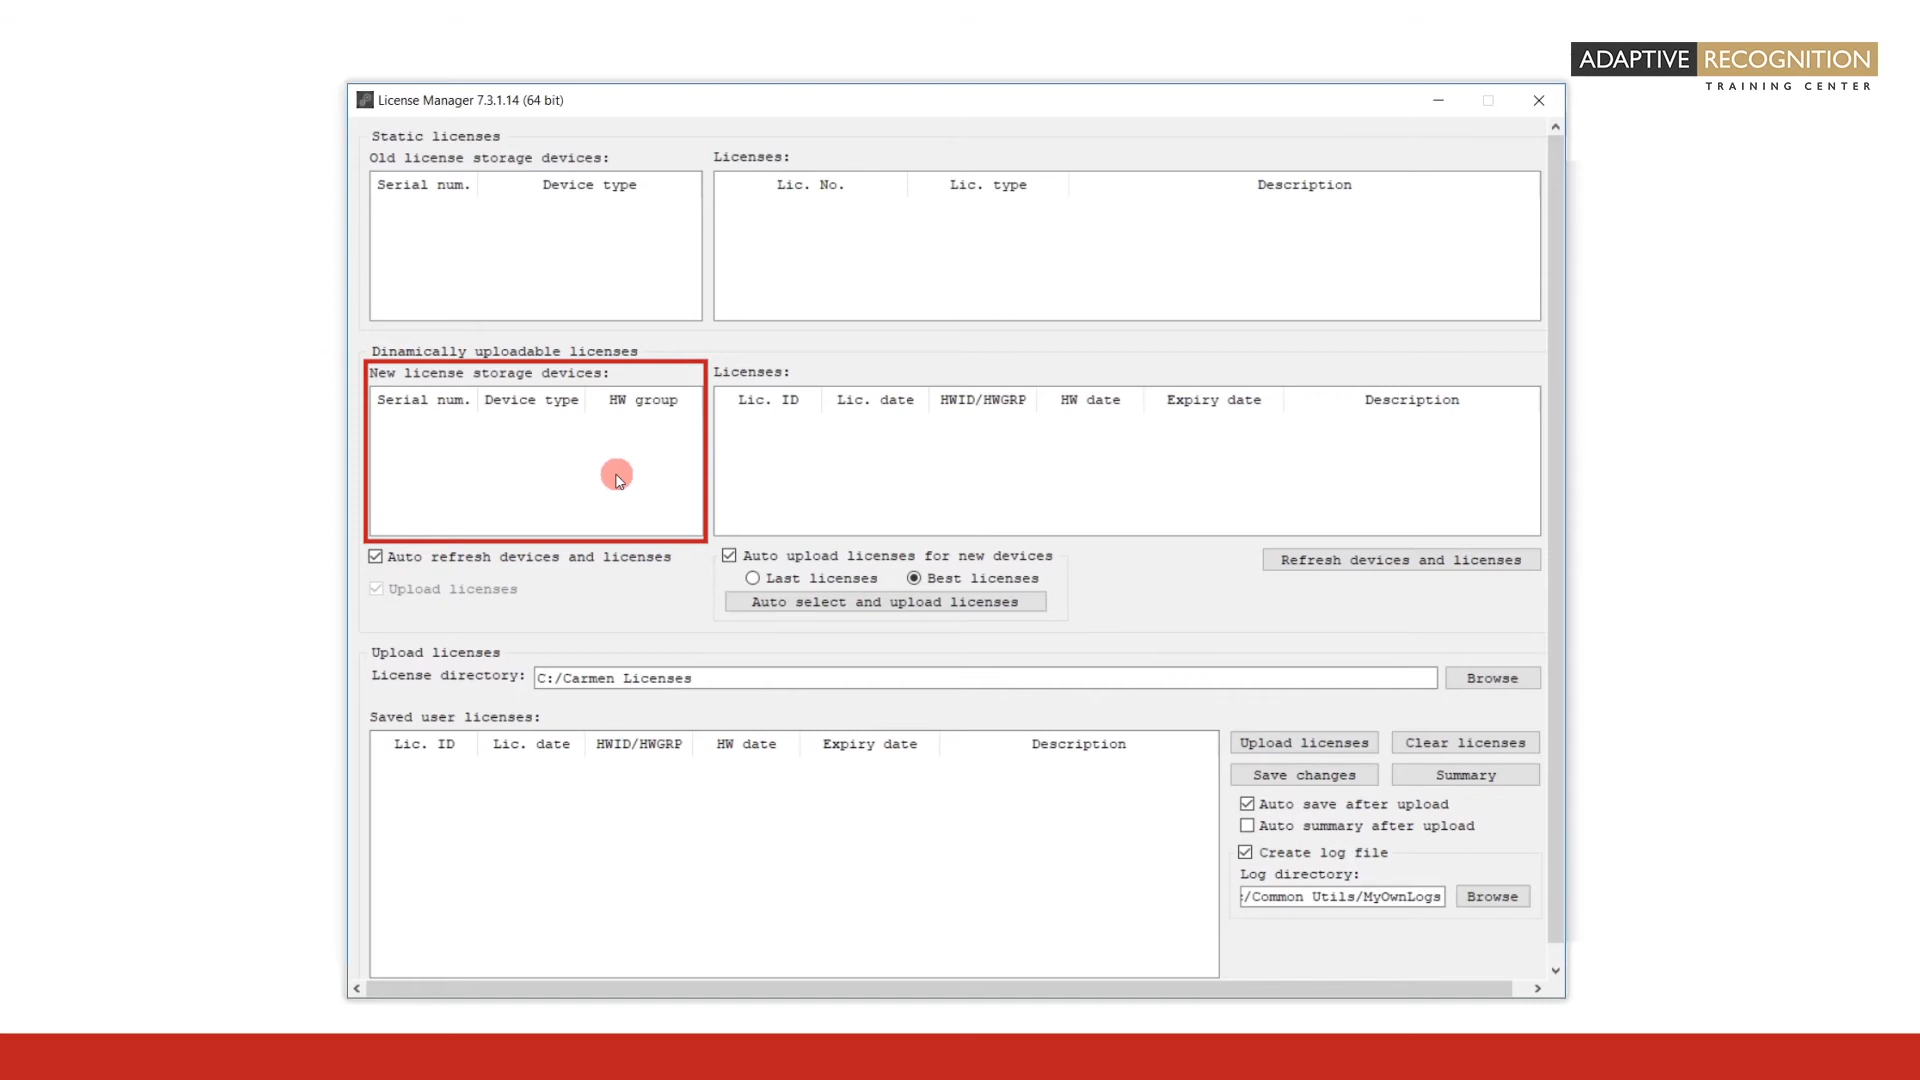 ADAPTIVE RECOGNITION
TRAINING CENTER
License Manager 7.3.1.14 (64 bit)
Static licenses
Old license storage devices:
Licenses:
Serial num. Device type
Lic. No. Lic. type Description
Dinamically uploadable licenses
New license storage devices:
Licenses:
Serial num. Device type HW group
Lic. ID Lic. date HWID/HWGRP HW date Expiry date Description
Auto refresh devices and licenses
Upload licenses
Auto upload licenses for new devices
Last licenses Best licenses
Auto select and upload licenses
Refresh devices and licenses
Upload licenses
License directory: C:/Carmen Licenses Browse
Saved user licenses:
Lic. ID Lic. date HWID/HWGRP HW date Expiry date Description
Upload licenses Clear licenses
Save changes Summary
Auto save after upload
Auto summary after upload
Create log file
Log directory:
:/Common Utils/MyOwnLogs Browse